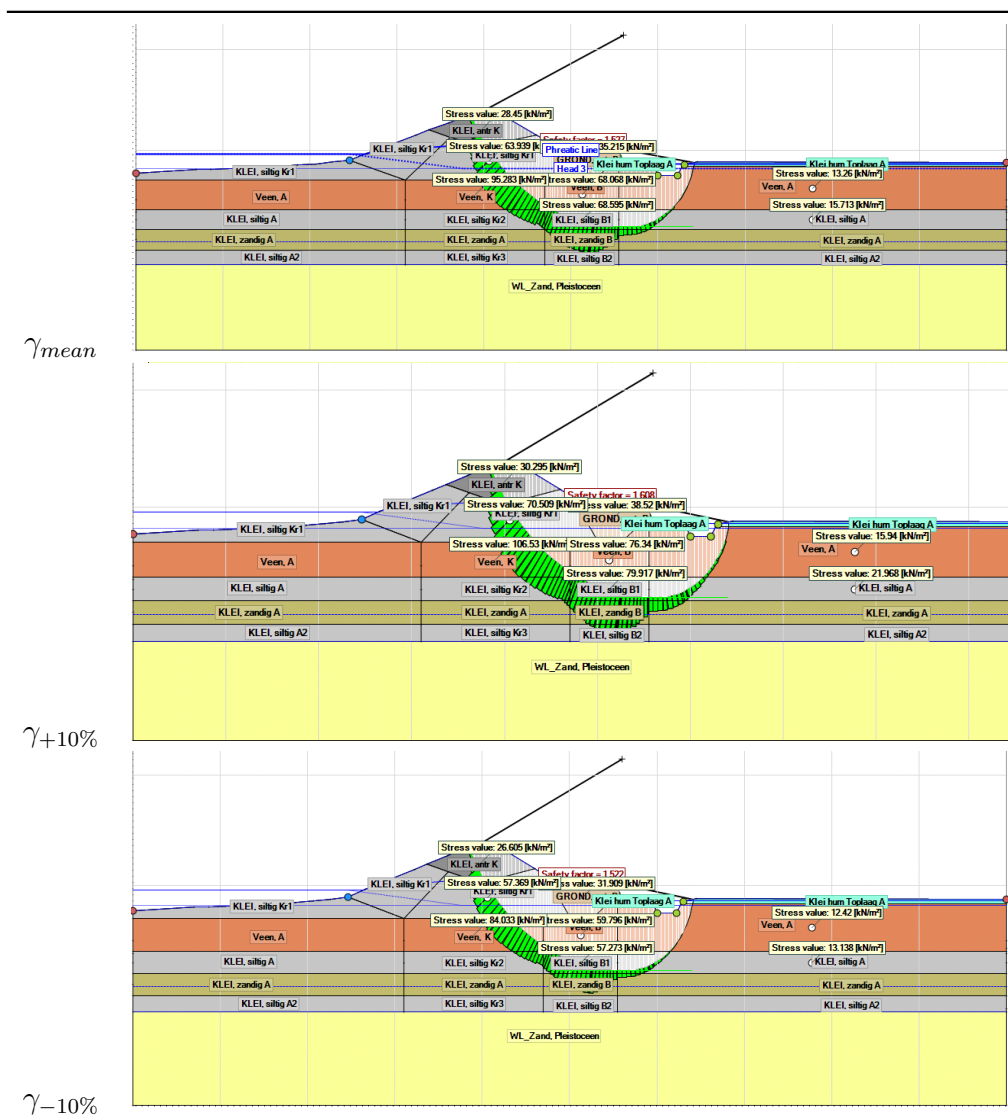 Stress value: 28.45 [kN/m²]
KLEI, antr K
Safety factor = 1.527
Stress value: 63.939 35.215 [kN/m²]
Phreatic Line
KLEI, siltig Kr1
KLEI, siltig Kr1
Klei hum Toplaag A
Klei hum Toplaag A
KLEI, siltig Kr1
Head 3
Stress value: 13.26 [kN/m²]
Stress value: 95.283 [kN/m²] tress value: 68.068 [kN/m²]
Veen, A
Veen, A
Veen, K
Stress value: 68.595 [kN/m²]
Stress value: 15.713 [kN/m²]
KLEI, siltig A
KLEI, siltig Kr2
KLEI, siltig B1
KLEI, siltig A
KLEI, zandig A
KLEI, zandig A
KLEI, zandig B
KLEI, zandig A
KLEI, siltig A2
KLEI, siltig Kr3
KLEI, siltig B2
KLEI, siltig A2
WL_Zand, Pleistoceen
γmean
Stress value: 30.295 [kN/m²]
KLEI, antr K
Safety factor = 1.608
KLEI, siltig Kr1
Stress value: 70.509 [kN/m²] ss value: 38.52 [kN/m²]
GROND,
Klei hum Toplaag A
Klei hum Toplaag A
KLEI, siltig Kr1
Stress value: 15.94 [kN/m²]
Stress value: 106.53 Stress value: 76.34 [kN/m²]
Veen, A
Veen, A
Veen, K
Stress value: 79.917 [kN/m²]
Stress value: 21.968 [kN/m²]
KLEI, siltig A
KLEI, siltig Kr2
KLEI, siltig B1
KLEI, siltig A
KLEI, zandig A
KLEI, zandig A
KLEI, zandig B
KLEI, zandig A
KLEI, siltig A2
KLEI, siltig Kr3
KLEI, siltig B2
KLEI, siltig A2
WL_Zand, Pleistoceen
γ+10%
Stress value: 26.605 [kN/m²]
KLEI, antr K
Safety factor = 1.522
KLEI, siltig Kr1
Stress value: 57.369 [kN/m²] ss value: 31.909 [kN/m²]
Klei hum Toplaag A
Klei hum Toplaag A
KLEI, siltig Kr1
Stress value: 12.42 [kN/m²]
Stress value: 84.033 [kN/m²] tress value: 59.796 [kN/m²]
Veen, A
Veen, A
Veen, K
Stress value: 57.273 [kN/m²]
Stress value: 13.138 [kN/m²]
KLEI, siltig A
KLEI, siltig Kr2
KLEI, siltig B1
KLEI, siltig A
KLEI, zandig A
KLEI, zandig A
KLEI, zandig B
KLEI, zandig A
KLEI, siltig A2
KLEI, siltig Kr3
KLEI, siltig B2
KLEI, siltig A2
WL_Zand, Pleistoceen
γ−10%